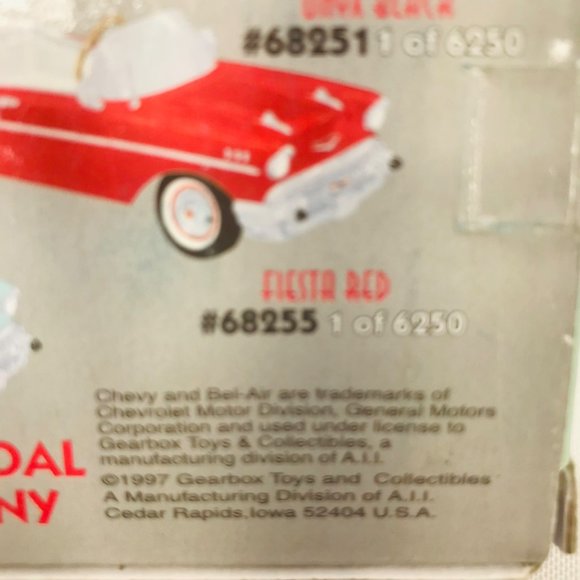 BLACK
#68251 1 of 6250
FIESTA RED
#68255 1 of 6250
Chevy and Bel-Air are trademarks of
Chevrolet Motor Division, General Motors
Corporation and used under license to
Gearbox Toys & Collectibles, a
manufacturing division of A.I.I.
©1997 Gearbox Toys and Collectibles
A Manufacturing Division of A.I.I.
Cedar Rapids,Iowa 52404 U.S.A.
DAL
NY